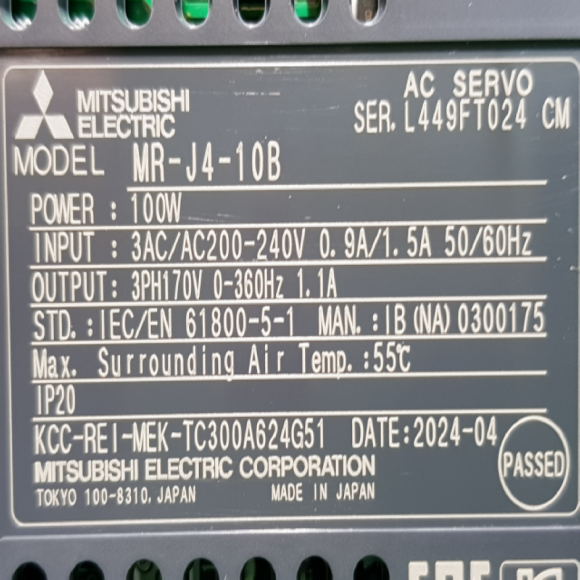 MITSUBISHI
ELECTRIC
AC SERVO
SER. L449FT024 CM
MODEL MR-J4-10B
POWER : 100W
INPUT : 3AC/AC200-240V 0.9A/1.5A 50/60Hz
OUTPUT: 3PH170V 0-360Hz 1.1A
STD.: IEC/EN 61800-5-1 MAN.: IB(NA)0300175
Max. Surrounding Air Temp.:55℃
IP20
KCC-REI-MEK-TC300A624G51 DATE:2024-04
PASSED
MITSUBISHI ELECTRIC CORPORATION
TOKYO 100-8310, JAPAN MADE IN JAPAN